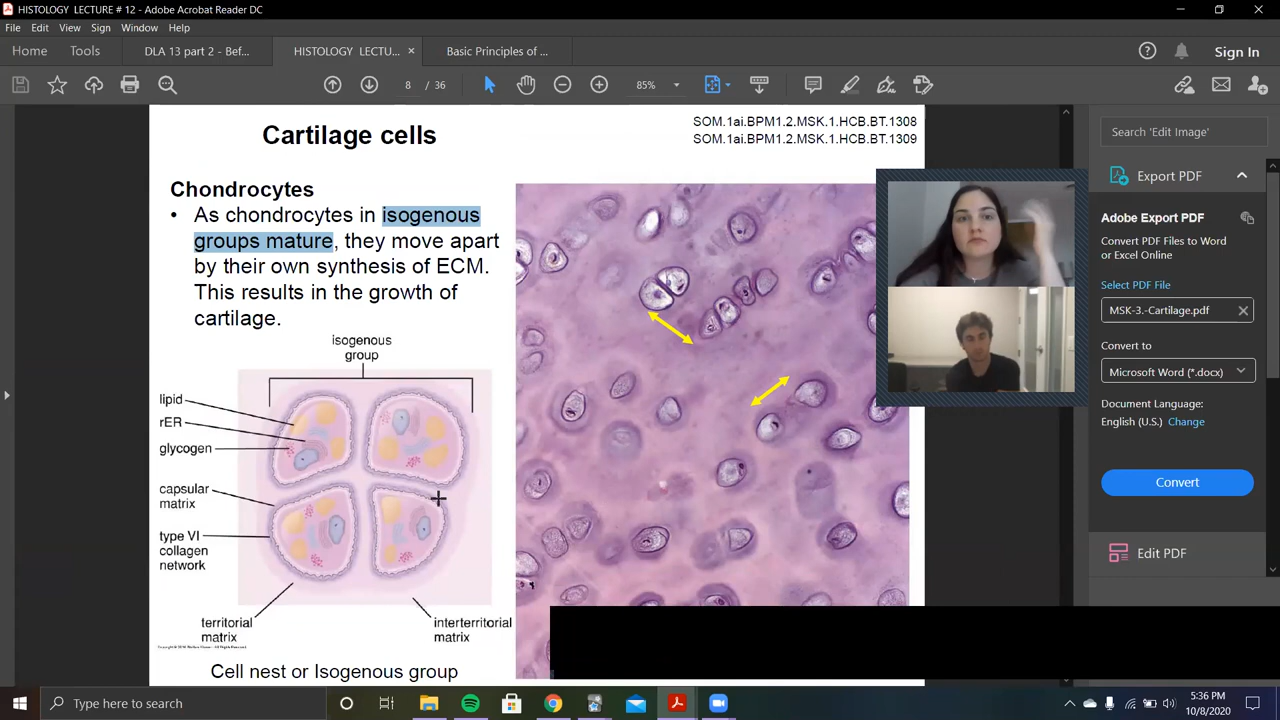 HISTOLOGY LECTURE # 12 - Adobe Acrobat Reader DC
File Edit View Sign Window Help
Home Tools DLA 13 part 2 - Bef... HISTOLOGY LECTU... × Basic Principles of ... Sign In
8 / 36 85%
Cartilage cells
SOM.1ai.BPM1.2.MSK.1.HCB.BT.1308
SOM.1ai.BPM1.2.MSK.1.HCB.BT.1309
Chondrocytes
• As chondrocytes in isogenous
groups mature, they move apart
by their own synthesis of ECM.
This results in the growth of
cartilage.
isogenous
group
lipid
rER
glycogen
capsular
matrix
type VI
collagen
network
territorial
matrix
interterritorial
matrix
Cell nest or Isogenous group
Search 'Edit Image'
Export PDF
Adobe Export PDF
Convert PDF Files to Word
or Excel Online
Select PDF File
MSK-3.-Cartilage.pdf
Convert to
Microsoft Word (*.docx)
Document Language:
English (U.S.) Change
Convert
Edit PDF
Type here to search
5:36 PM
10/8/2020